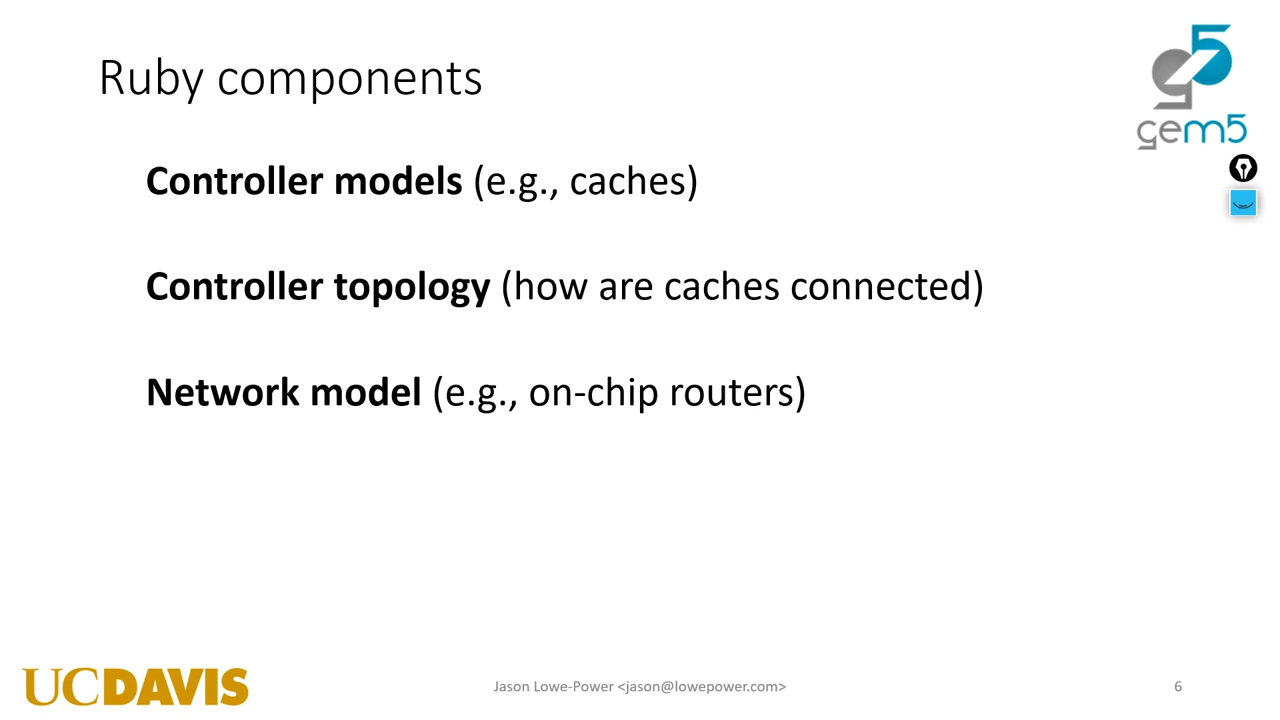 Ruby components
gem5
Controller models (e.g., caches)
Controller topology (how are caches connected)
Network model (e.g., on-chip routers)
UCDAVIS
Jason Lowe-Power <jason@lowepower.com>
6